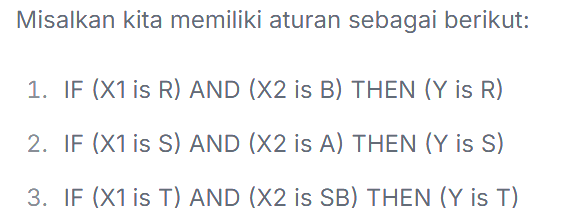 Misalkan kita memiliki aturan sebagai berikut:
1. IF (X1 is R) AND (X2 is B) THEN (Y is R)
2. IF (X1 is S) AND (X2 is A) THEN (Y is S)
3. IF (X1 is T) AND (X2 is SB) THEN (Y is T)